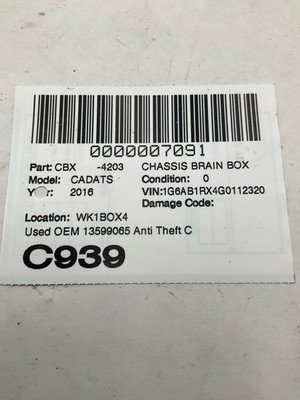 0000007091
Part: CBX -4203 CHASSIS BRAIN BOX
Model: CADATS Condition: 0
Year: 2016 VIN:1G6AB1RX4G0112320
Damage Code:
Location: WK1BOX4
Used OEM 13599065 Anti Theft C
C939